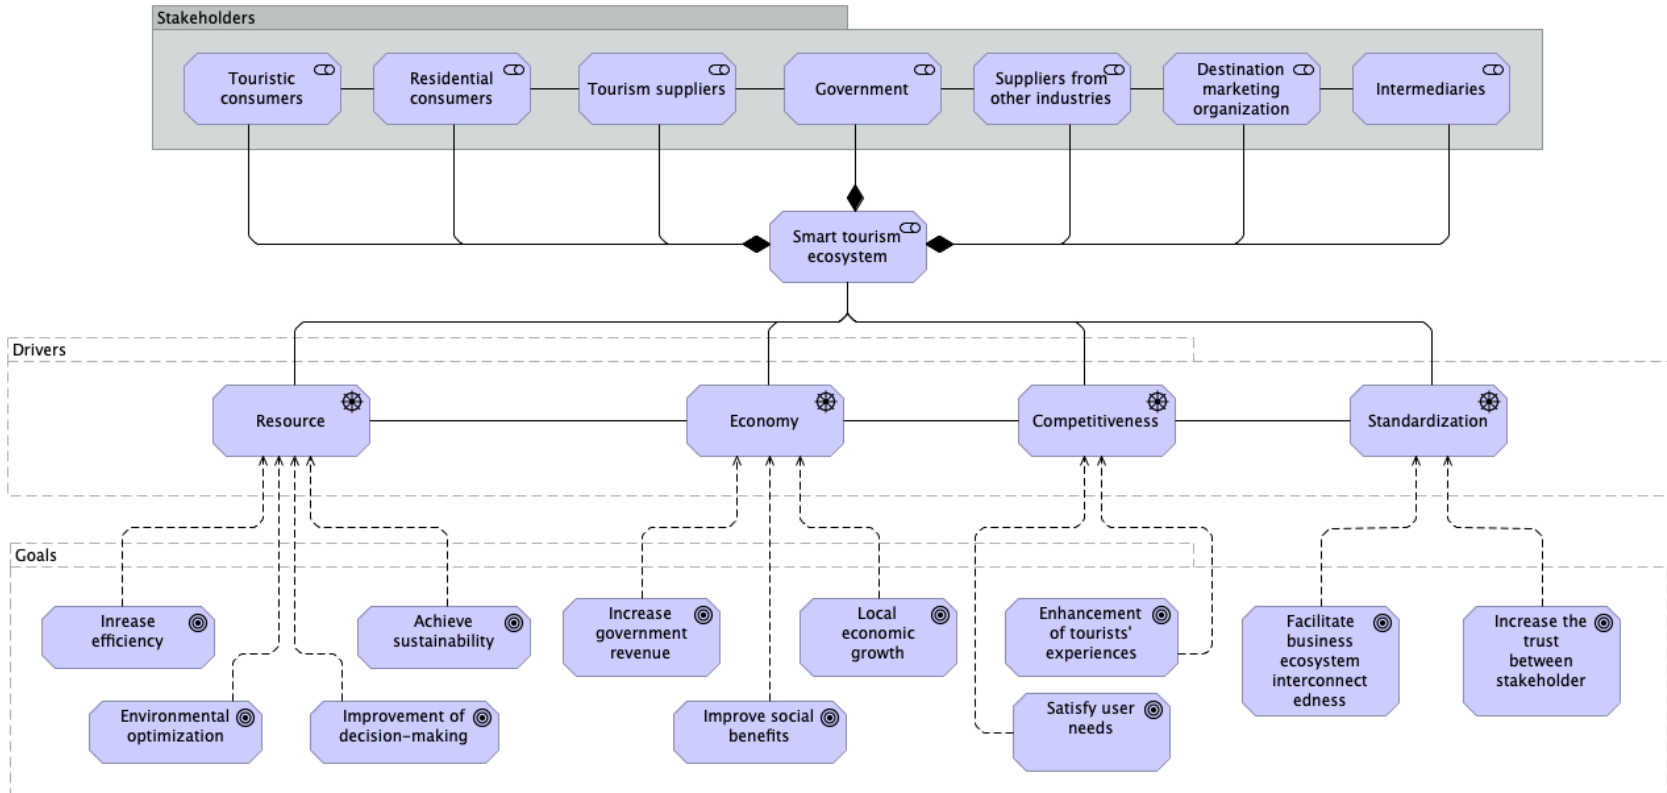 Stakeholders
Touristic
consumers
Residential
consumers
Tourism suppliers
Government
Suppliers from
other industries
Destination
marketing
organization
Intermediaries
Smart tourism
ecosystem
Drivers
Resource
Economy
Competitiveness
Standardization
Goals
Inrease
efficiency
Achieve
sustainability
Increase
government
revenue
Local
economic
growth
Enhancement
of tourists'
experiences
Facilitate
business
ecosystem
interconnect
edness
Increase the
trust
between
stakeholder
Environmental
optimization
Improvement of
decision-making
Improve social
benefits
Satisfy user
needs